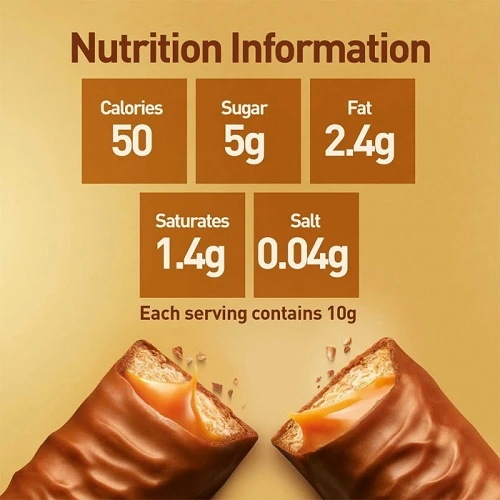 Nutrition Information
Calories
50
Sugar
5g
Fat
2.4g
Saturates
1.4g
Salt
0.04g
Each serving contains 10g